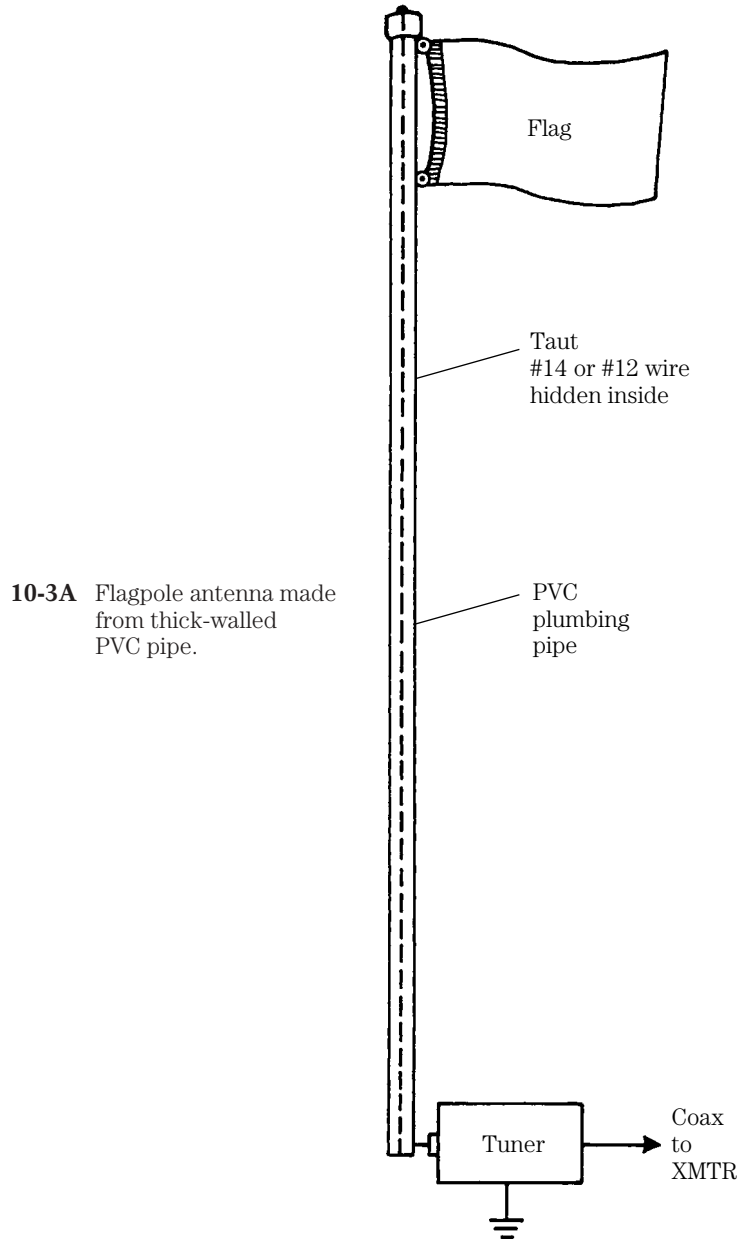 Flag
Taut
#14 or #12 wire
hidden inside
10-3A Flagpole antenna made
from thick-walled
PVC pipe.
PVC
plumbing
pipe
Tuner
Coax
to
XMTR